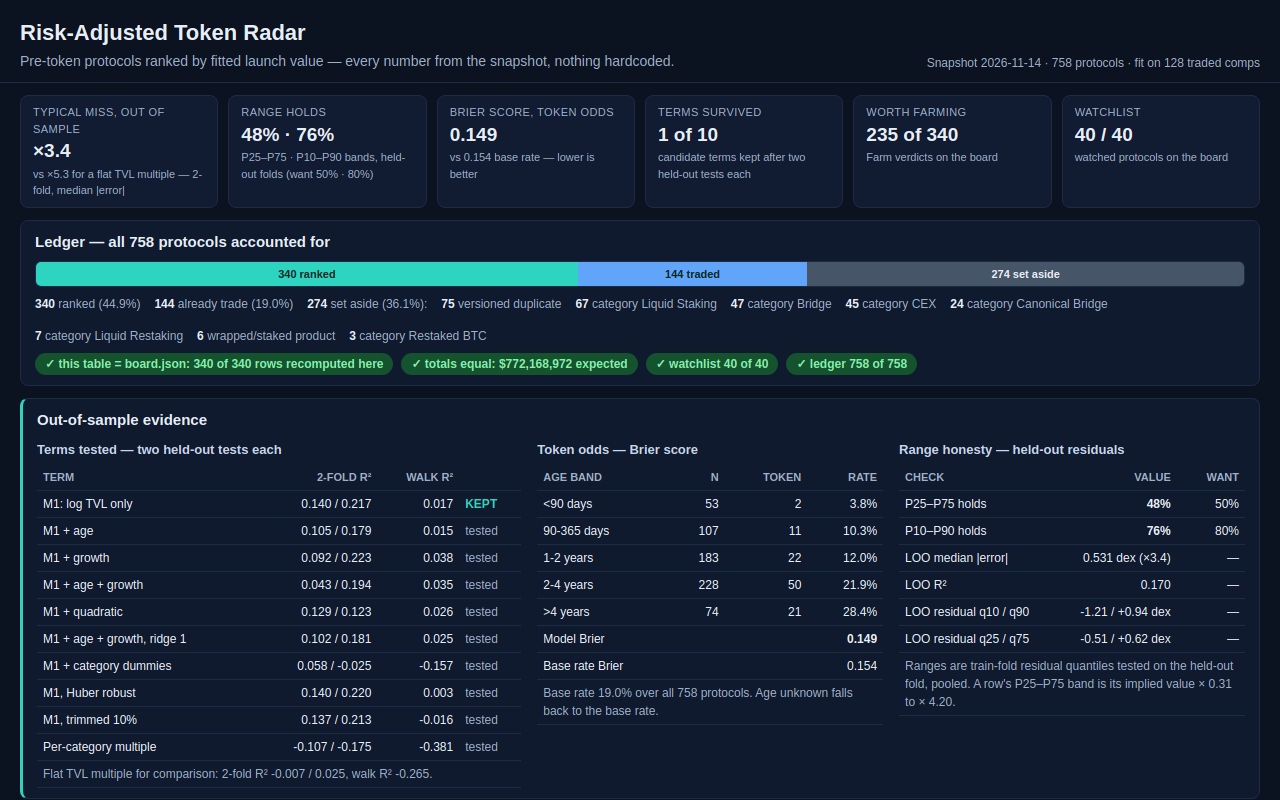 Risk-Adjusted Token Radar
Pre-token protocols ranked by fitted launch value — every number from the snapshot, nothing hardcoded.
Snapshot 2026-11-14 · 758 protocols · fit on 128 traded comps
TYPICAL MISS, OUT OF
SAMPLE
×3.4
vs ×5.3 for a flat TVL multiple — 2-
fold, median |error|
RANGE HOLDS
48% · 76%
P25–P75 · P10–P90 bands, held-
out folds (want 50% · 80%)
BRIER SCORE, TOKEN ODDS
0.149
vs 0.154 base rate — lower is
better
TERMS SURVIVED
1 of 10
candidate terms kept after two
held-out tests each
WORTH FARMING
235 of 340
Farm verdicts on the board
WATCHLIST
40 / 40
watched protocols on the board
Ledger — all 758 protocols accounted for
340 ranked 144 traded 274 set aside
340 ranked (44.9%) 144 already trade (19.0%) 274 set aside (36.1%): 75 versioned duplicate 67 category Liquid Staking 47 category Bridge 45 category CEX 24 category Canonical Bridge
7 category Liquid Restaking 6 wrapped/staked product 3 category Restaked BTC
✓ this table = board.json: 340 of 340 rows recomputed here ✓ totals equal: $772,168,972 expected ✓ watchlist 40 of 40 ✓ ledger 758 of 758
Out-of-sample evidence
Terms tested — two held-out tests each
TERM 2-FOLD R² WALK R²
M1: log TVL only 0.140 / 0.217 0.017 KEPT
M1 + age 0.105 / 0.179 0.015 tested
M1 + growth 0.092 / 0.223 0.038 tested
M1 + age + growth 0.043 / 0.194 0.035 tested
M1 + quadratic 0.129 / 0.123 0.026 tested
M1 + age + growth, ridge 1 0.102 / 0.181 0.025 tested
M1 + category dummies 0.058 / -0.025 -0.157 tested
M1, Huber robust 0.140 / 0.220 0.003 tested
M1, trimmed 10% 0.137 / 0.213 -0.016 tested
Per-category multiple -0.107 / -0.175 -0.381 tested
Flat TVL multiple for comparison: 2-fold R² -0.007 / 0.025, walk R² -0.265.
Token odds — Brier score
AGE BAND N TOKEN RATE
<90 days 53 2 3.8%
90-365 days 107 11 10.3%
1-2 years 183 22 12.0%
2-4 years 228 50 21.9%
>4 years 74 21 28.4%
Model Brier 0.149
Base rate Brier 0.154
Base rate 19.0% over all 758 protocols. Age unknown falls
back to the base rate.
Range honesty — held-out residuals
CHECK VALUE WANT
P25–P75 holds 48% 50%
P10–P90 holds 76% 80%
LOO median |error| 0.531 dex (×3.4) —
LOO R² 0.170 —
LOO residual q10 / q90 -1.21 / +0.94 dex —
LOO residual q25 / q75 -0.51 / +0.62 dex —
Ranges are train-fold residual quantiles tested on the held-out
fold, pooled. A row's P25–P75 band is its implied value × 0.31
to × 4.20.